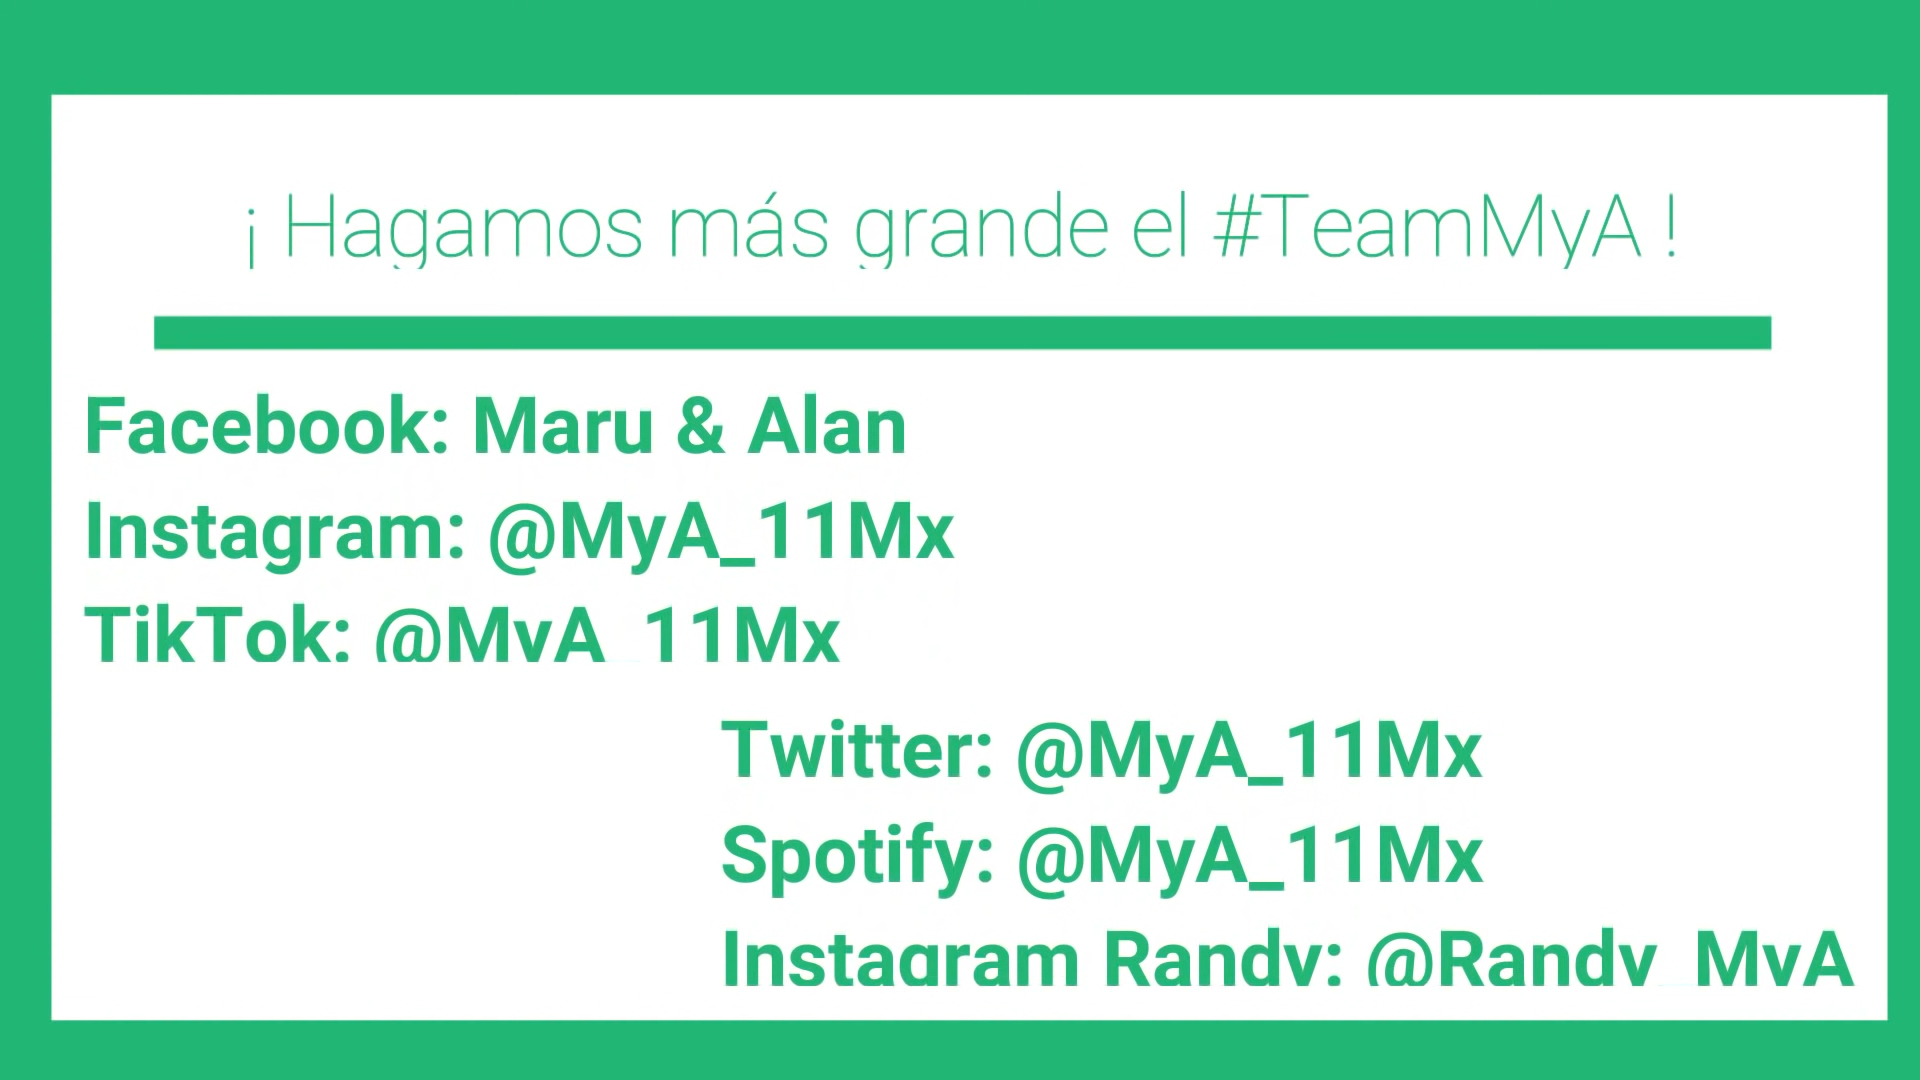 ¡ Hagamos más grande el #TeamMyA !
Facebook: Maru & Alan
Instagram: @MyA_11Mx
TikTok: @MyA_11Mx
Twitter: @MyA_11Mx
Spotify: @MyA_11Mx
Instagram Randy: @Randy_MyA